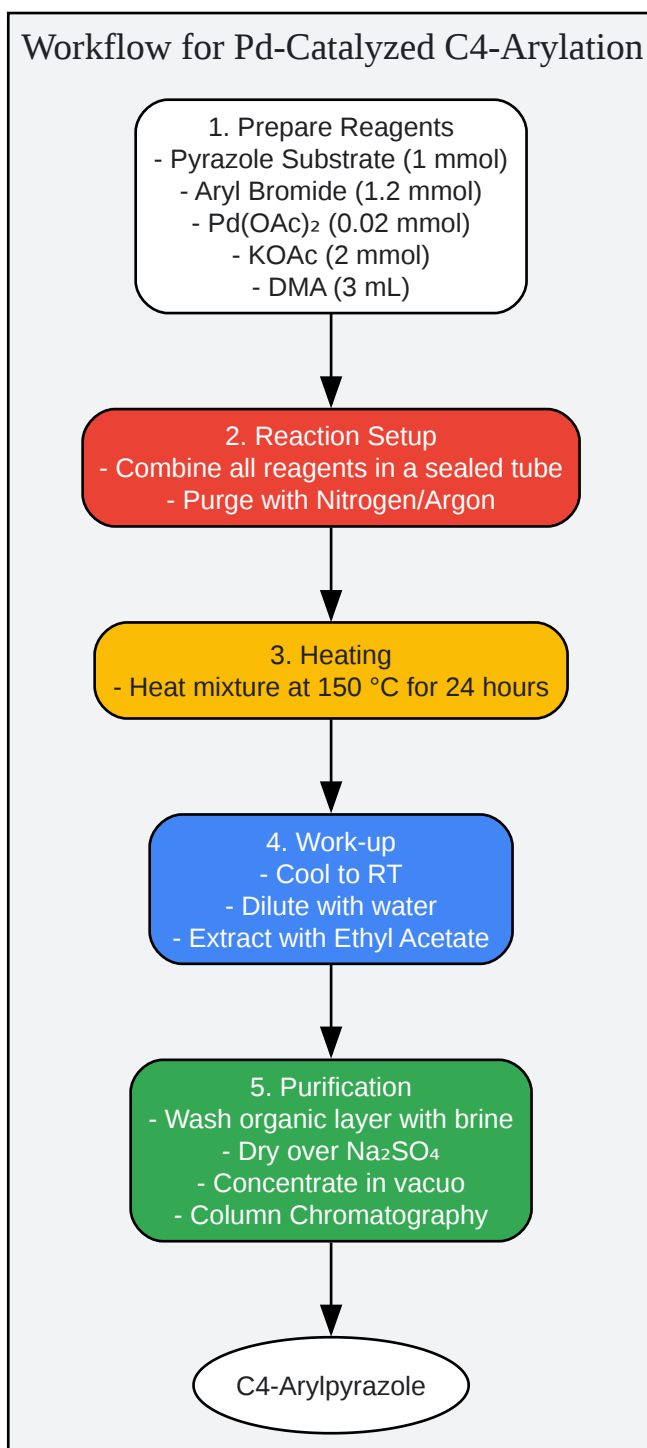 Workflow for Pd-Catalyzed C4-Arylation
1. Prepare Reagents
- Pyrazole Substrate (1 mmol)
- Aryl Bromide (1.2 mmol)
- Pd(OAc)₂ (0.02 mmol)
- KOAc (2 mmol)
- DMA (3 mL)
2. Reaction Setup
- Combine all reagents in a sealed tube
- Purge with Nitrogen/Argon
3. Heating
- Heat mixture at 150 °C for 24 hours
4. Work-up
- Cool to RT
- Dilute with water
- Extract with Ethyl Acetate
5. Purification
- Wash organic layer with brine
- Dry over Na₂SO₄
- Concentrate in vacuo
- Column Chromatography
C4-Arylpyrazole